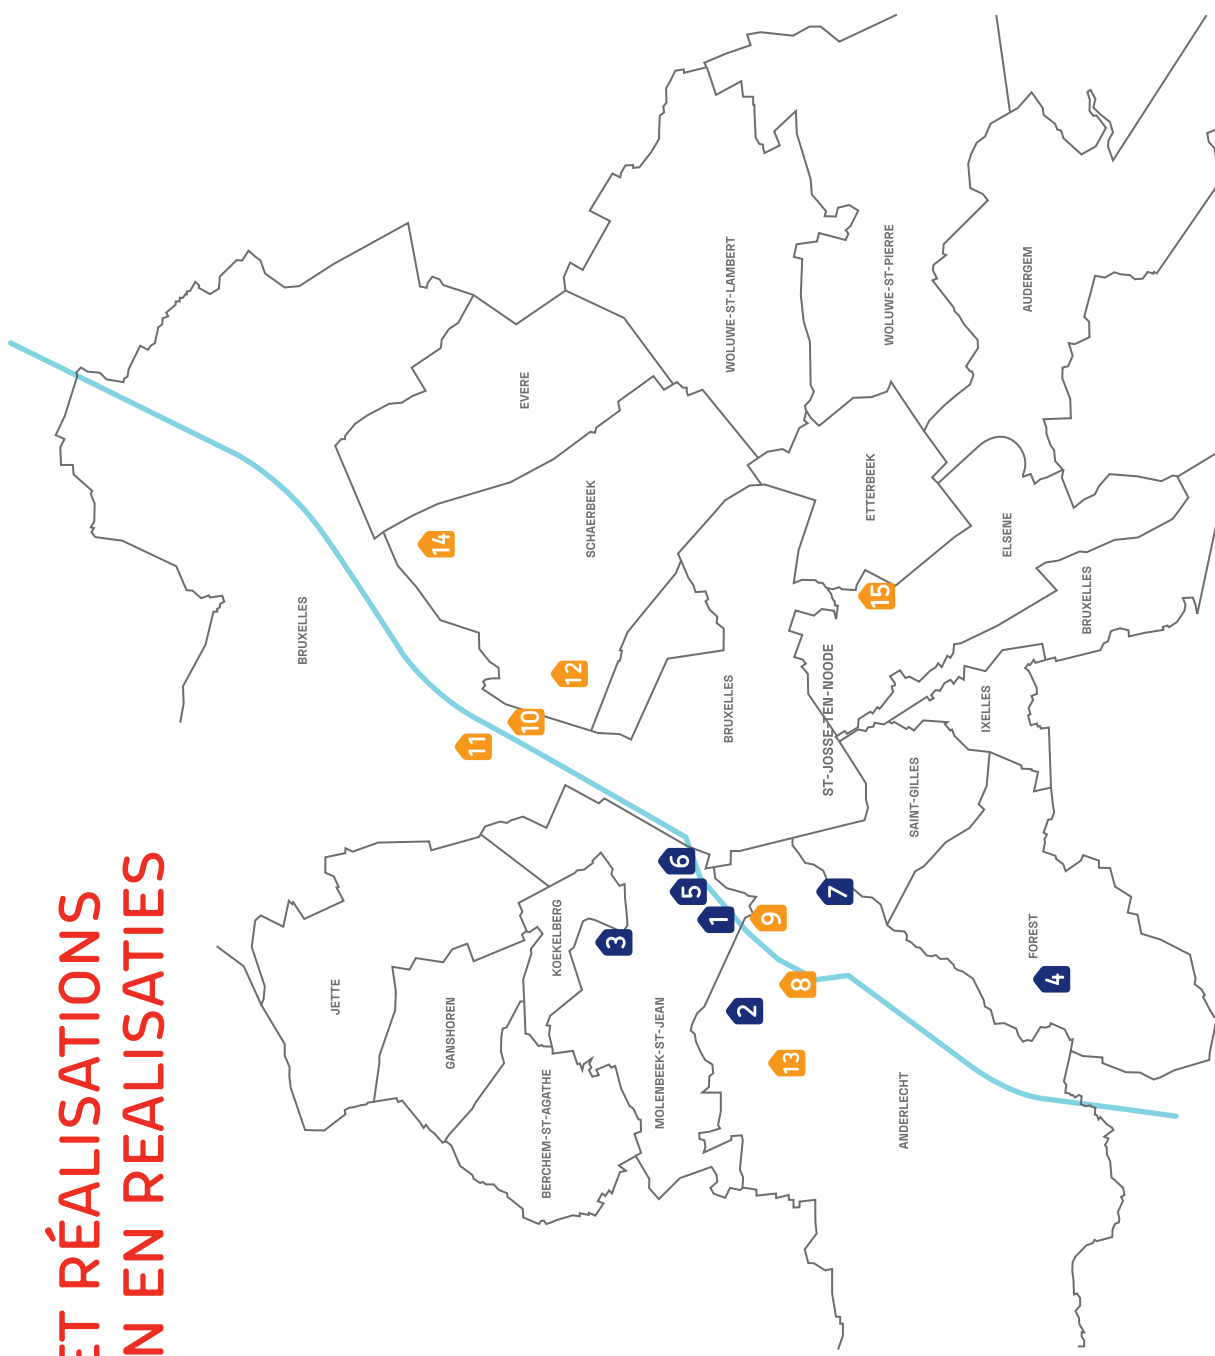 ET RÉALISATIONS
N EN REALISATIES
BRUXELLES
JETTE
14
GANSHOREN
11
EVERE
10
BERCHEM-ST-AGATHE
KOEKELBERG
12
SCHAERBEEK
3
MOLENBEEK-ST-JEAN
6
5
1
BRUXELLES
WOLUWE-ST-LAMBERT
2
9
13
8
ST-JOSSE-TEN-NOODE
7
ETTERBEEK
15
WOLUWE-ST-PIERRE
ANDERLECHT
SAINT-GILLES
IXELLES
ELSENE
AUDERGEM
FOREST
4
BRUXELLES